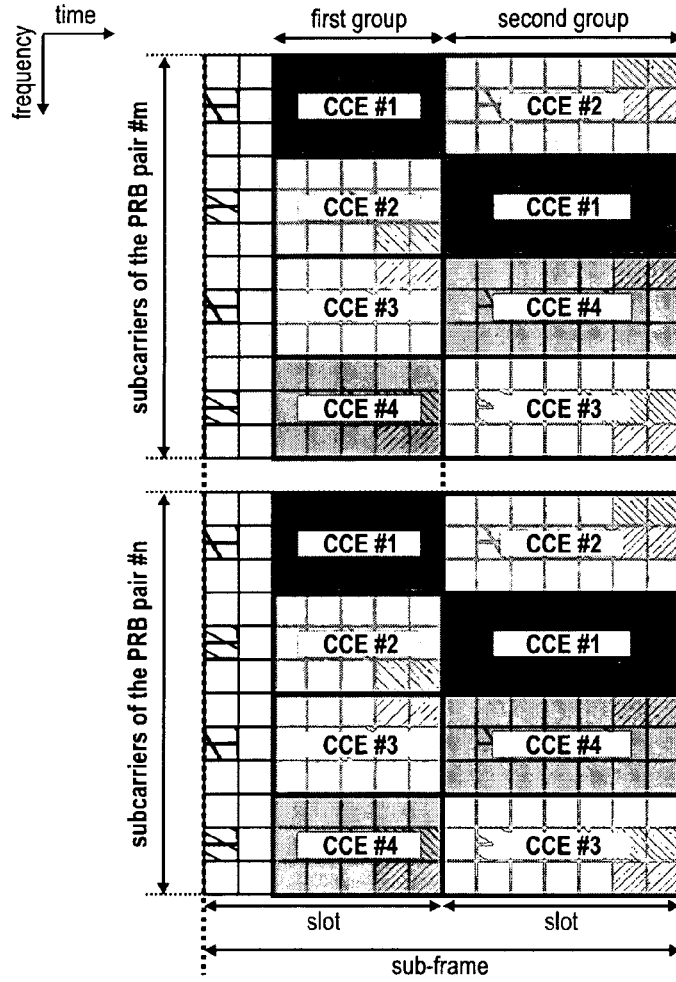 time
first group
second group
frequency
subcarriers of the PRB pair #m
CCE #1
CCE #2
CCE #2
CCE #1
CCE #3
CCE #4
CCE #4
CCE #3
subcarriers of the PRB pair #n
CCE #1
CCE #2
CCE #2
CCE #1
CCE #3
CCE #4
CCE #4
CCE #3
slot
slot
sub-frame